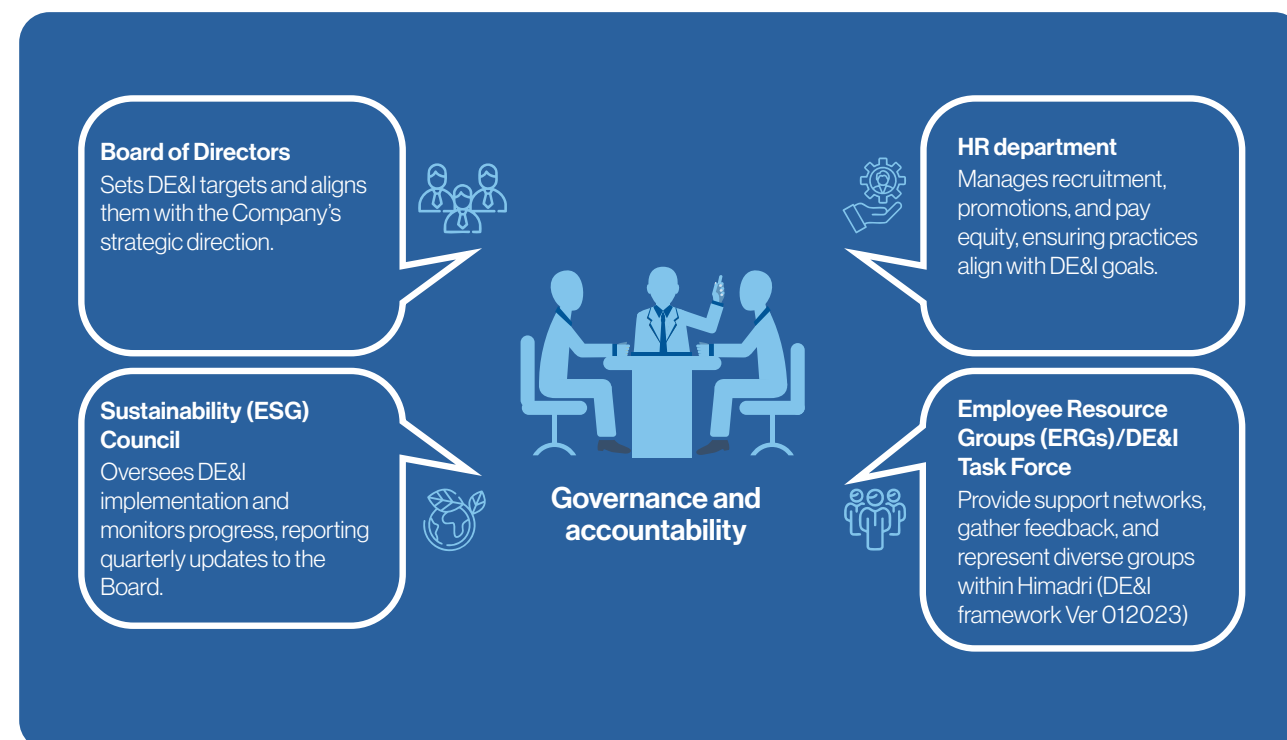 Board of Directors
Sets DE&I targets and aligns
them with the Company's
strategic direction.
HR department
Manages recruitment,
promotions, and pay
equity, ensuring practices
align with DE&I goals.
Sustainability (ESG)
Council
Oversees DE&I
implementation and
monitors progress, reporting
quarterly updates to the
Board.
Governance and
accountability
Employee Resource
Groups (ERGs)/DE&I
Task Force
Provide support networks,
gather feedback, and
represent diverse groups
within Himadri (DE&I
framework Ver 012023)